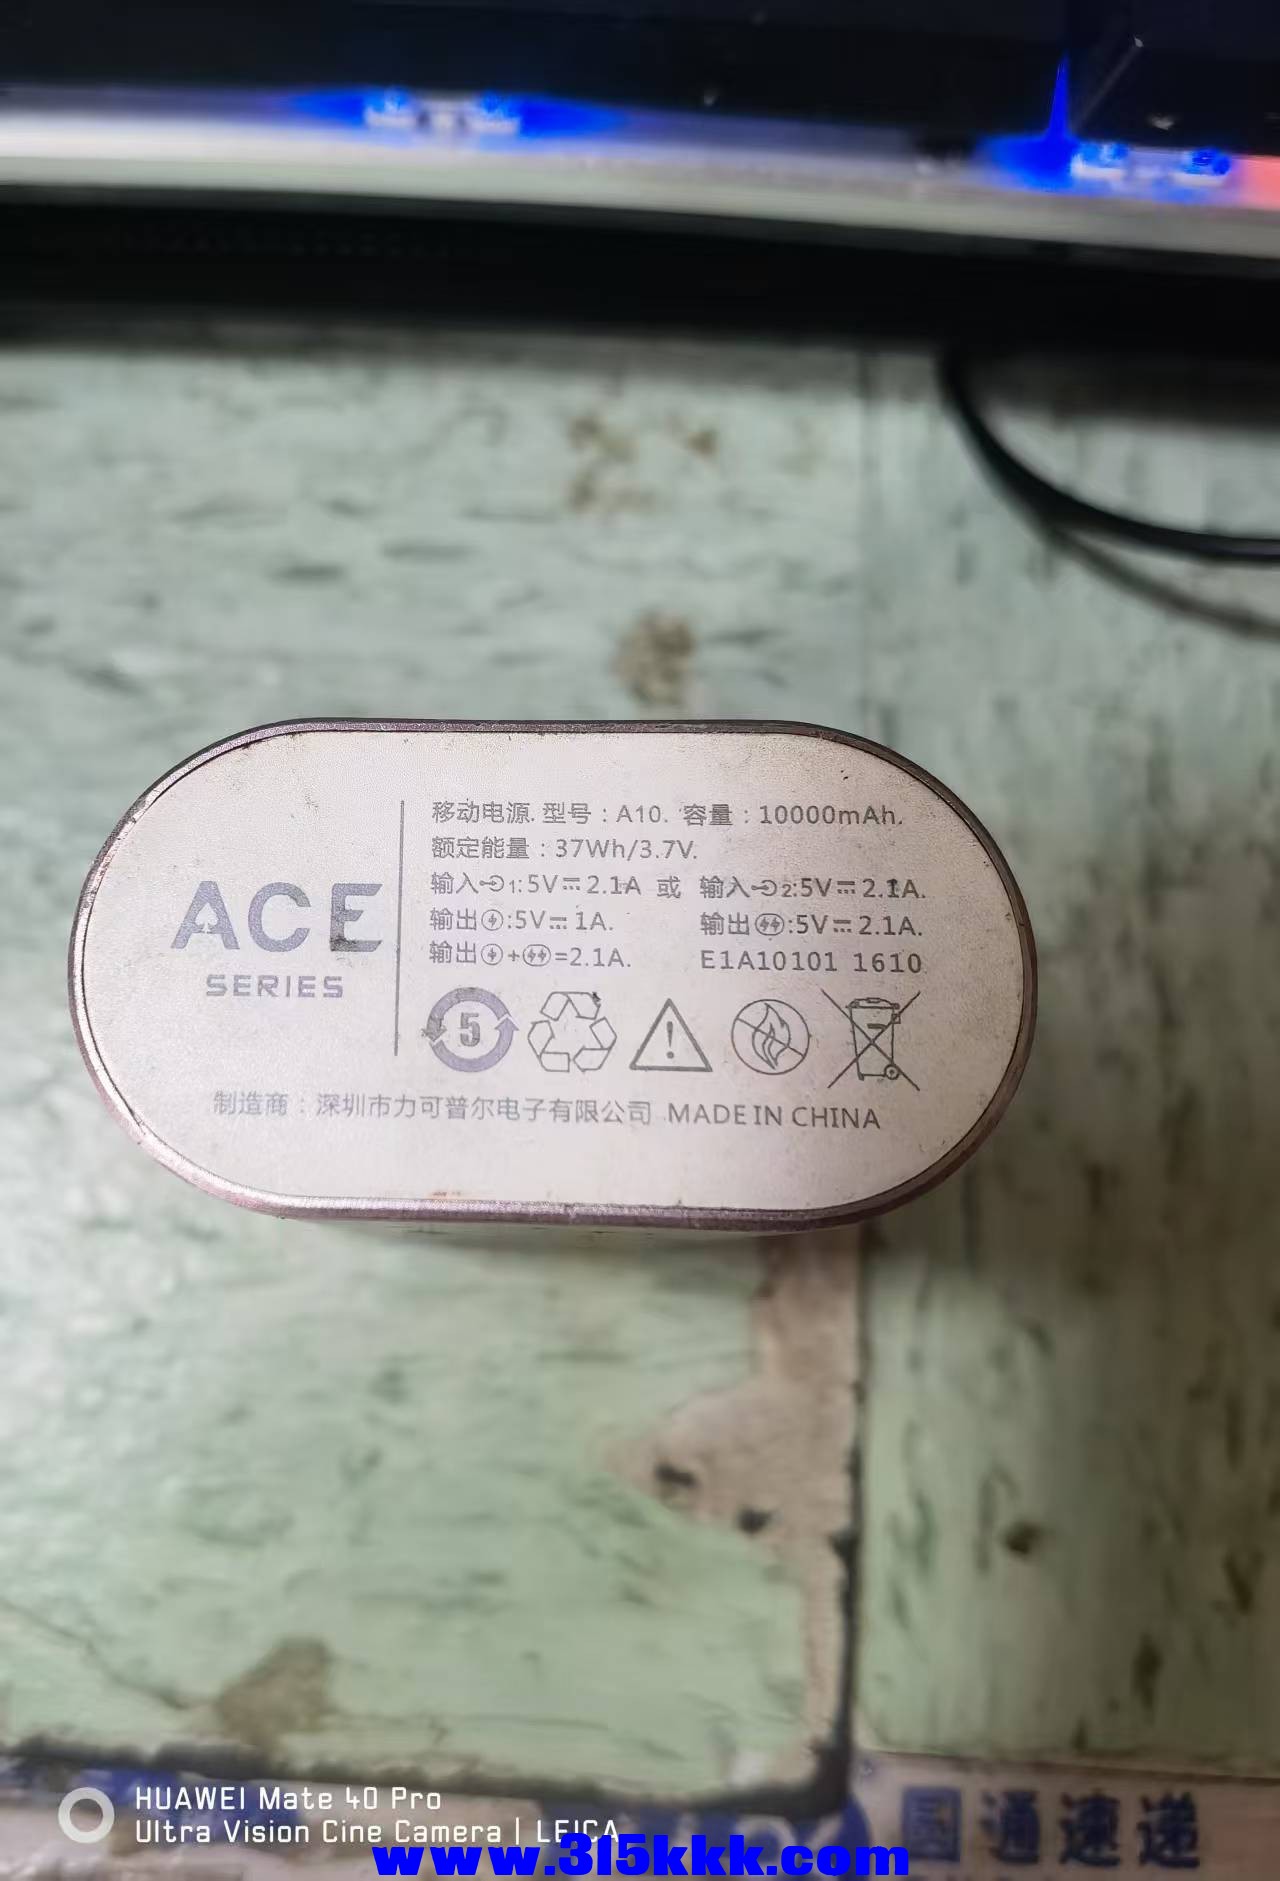 ACE
SERIES
移动电源. 型号：A10. 容量：10000mAh.
额定能量：37Wh/3.7V.
输入1:5V⎓2.1A 或 输入2:5V⎓2.1A.
输出:5V⎓1A. 输出:5V⎓2.1A.
输出+=2.1A. E1A10101 1610
5
制造商：深圳市力可普尔电子有限公司 MADE IN CHINA
HUAWEI Mate 40 Pro
Ultra Vision Cine Camera | LEICA
圆通速递
www.315kkk.com